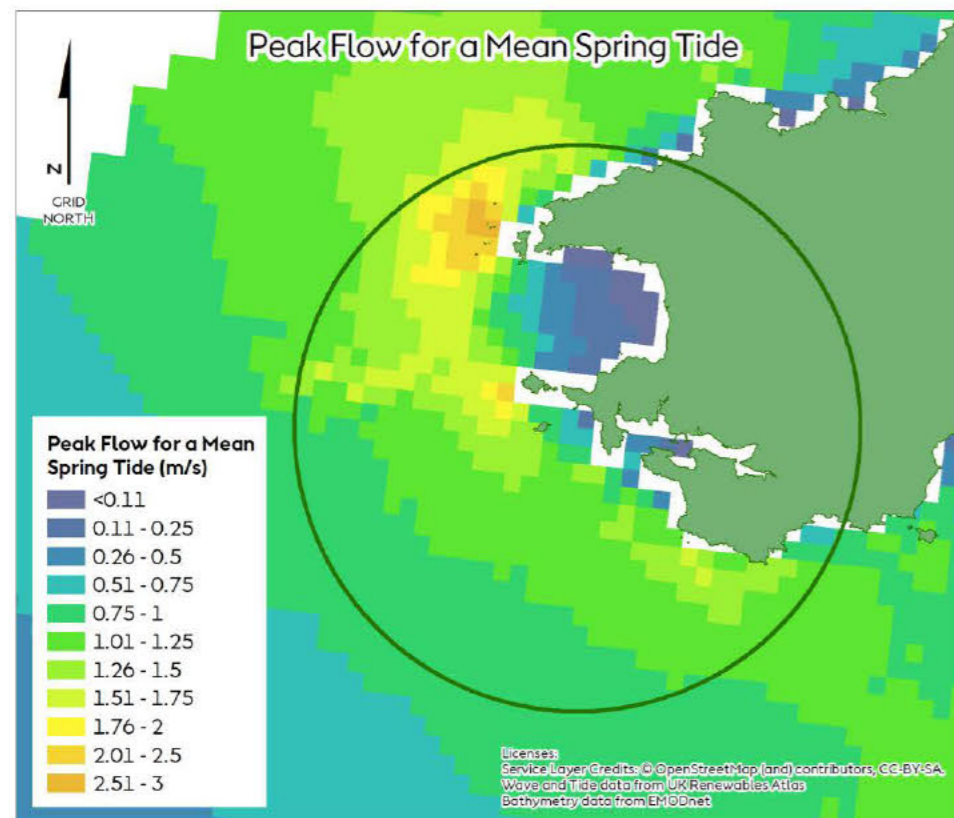 Peak Flow for a Mean Spring Tide
N
GRID
NORTH
Peak Flow for a Mean
Spring Tide (m/s)
<0.11
0.11 - 0.25
0.26 - 0.5
0.51 - 0.75
0.75 - 1
1.01 - 1.25
1.26 - 1.5
1.51 - 1.75
1.76 - 2
2.01 - 2.5
2.51 - 3
Licenses:
Service Layer Credits: © OpenStreetMap (and) contributors, CC-BY-SA.
Wave and Tide data from UK Renewables Atlas
Bathymetry data from EMODnet